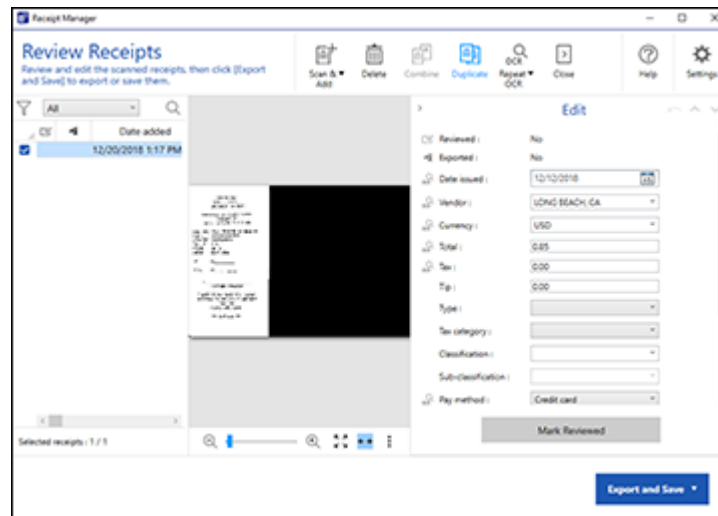 Receipt Manager
Review Receipts
Review and edit the scanned receipts, then click [Export
and Save] to export or save them.
Scan &
Add
Delete
Combine
Duplicate
OCR
Repeat
OCR
Close
Help
Settings
All
Date added
12/20/2018 1:17 PM
Selected receipts : 1 / 1
Edit
Reviewed : No
Exported : No
Date issued : 12/12/2018
Vendor : LONG BEACH, CA
Currency : USD
Total : 0.85
Tax : 0.00
Tip : 0.00
Type :
Tax category :
Classification :
Sub-classification :
Pay method : Credit card
Mark Reviewed
Export and Save